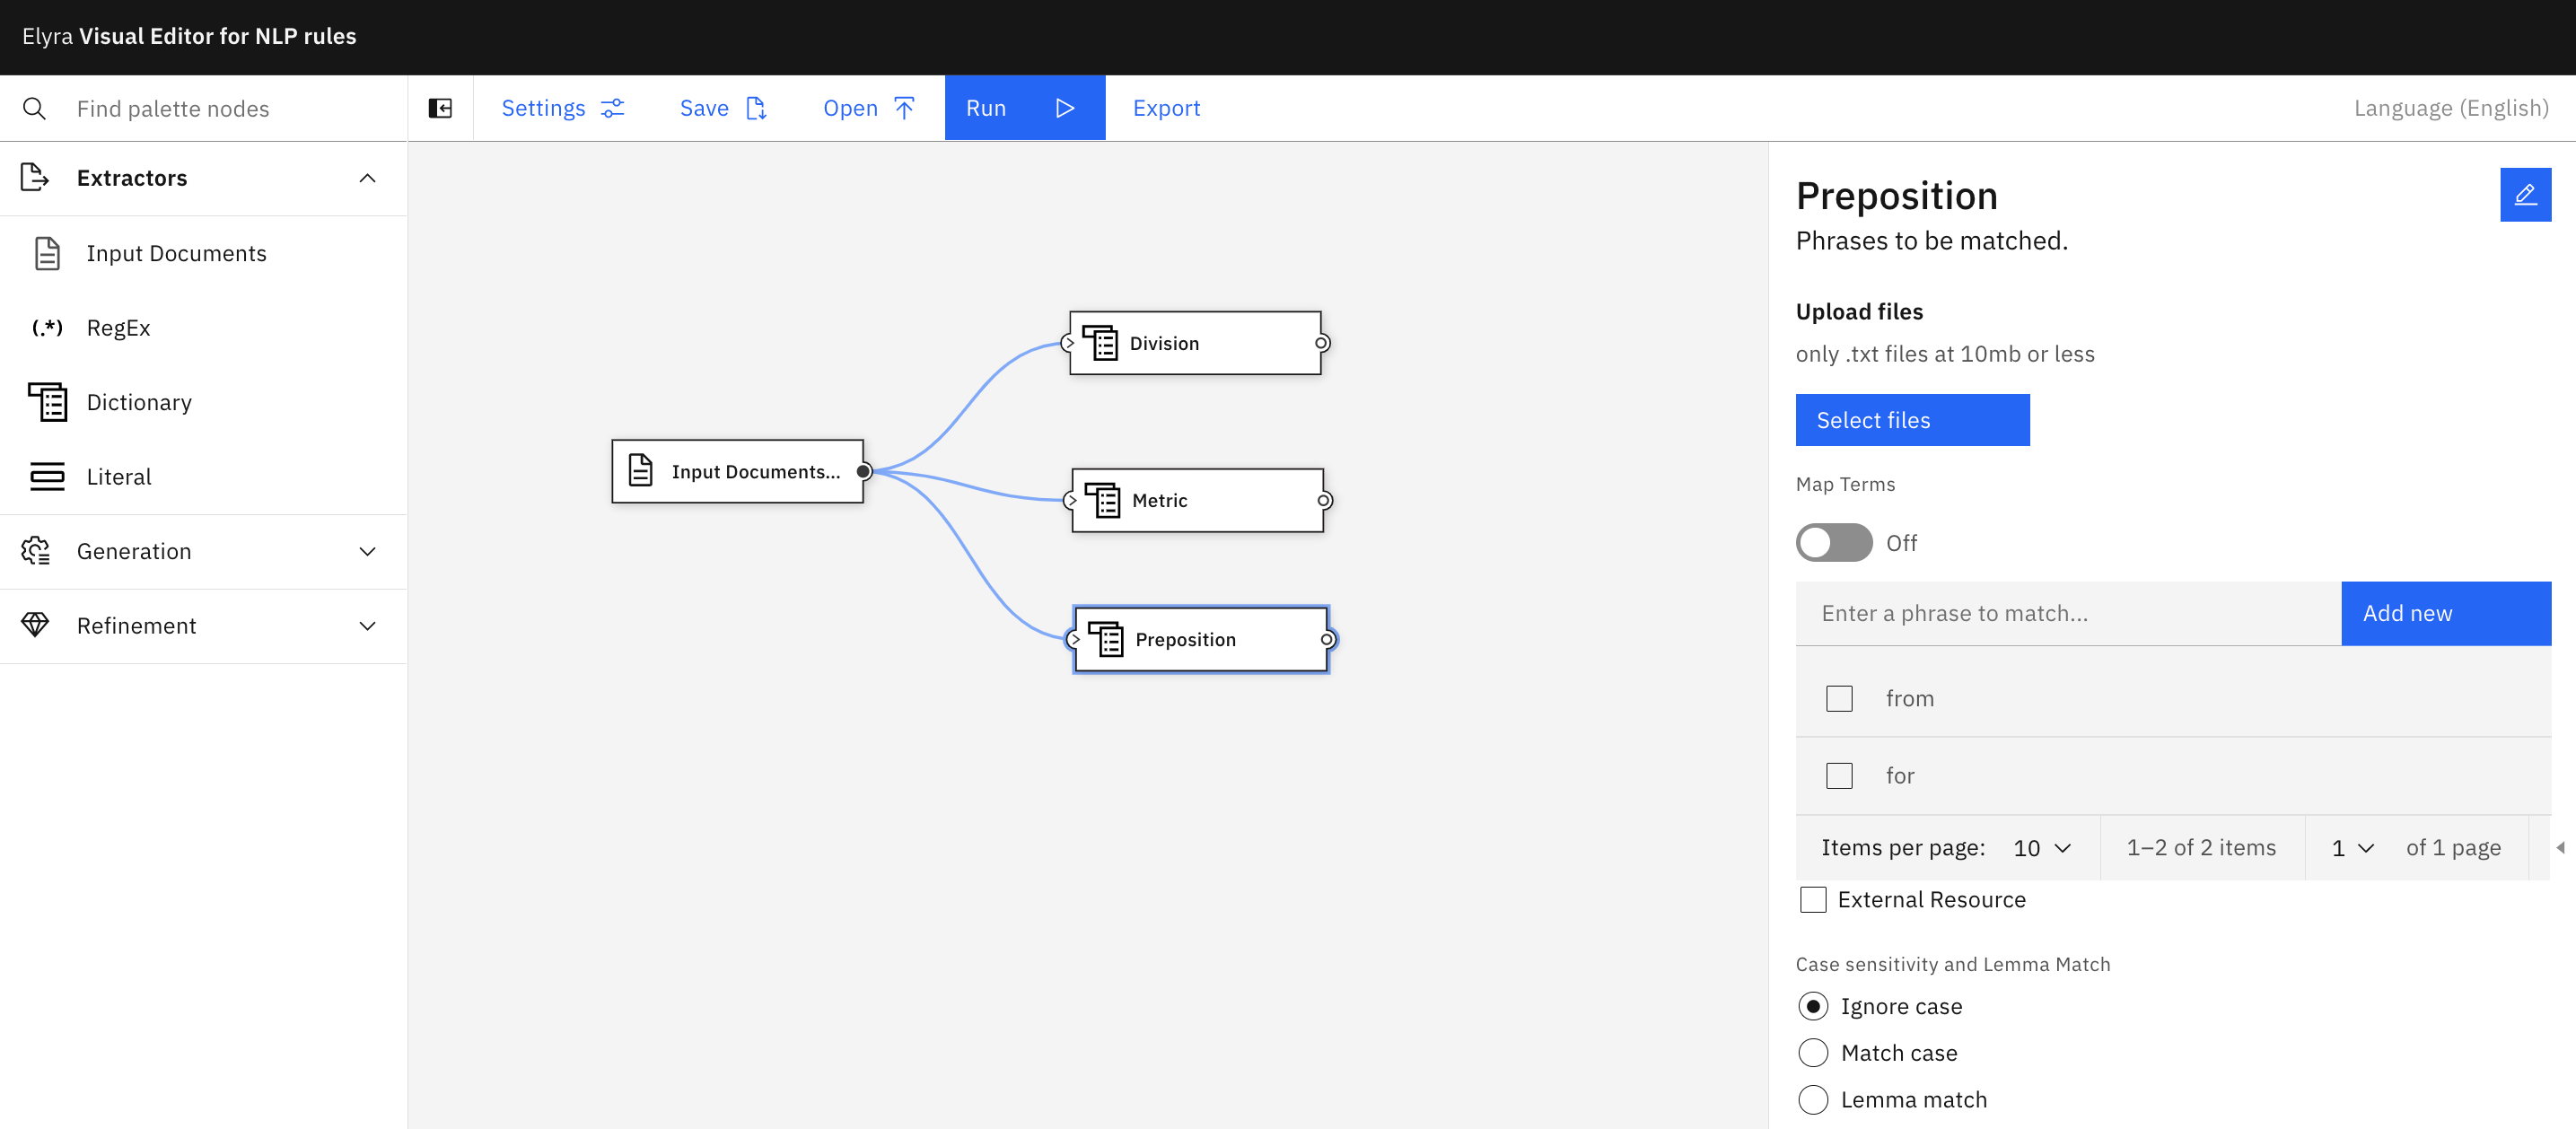 Elyra Visual Editor for NLP rules
Find palette nodes
Settings
Save
Open
Run
Export
Language (English)
Extractors
Input Documents
RegEx
Dictionary
Literal
Generation
Refinement
Input Documents...
Division
Metric
Preposition
Preposition
Phrases to be matched.
Upload files
only .txt files at 10mb or less
Select files
Map Terms
Off
Enter a phrase to match...
Add new
from
for
Items per page: 10
1–2 of 2 items
1 of 1 page
External Resource
Case sensitivity and Lemma Match
Ignore case
Match case
Lemma match